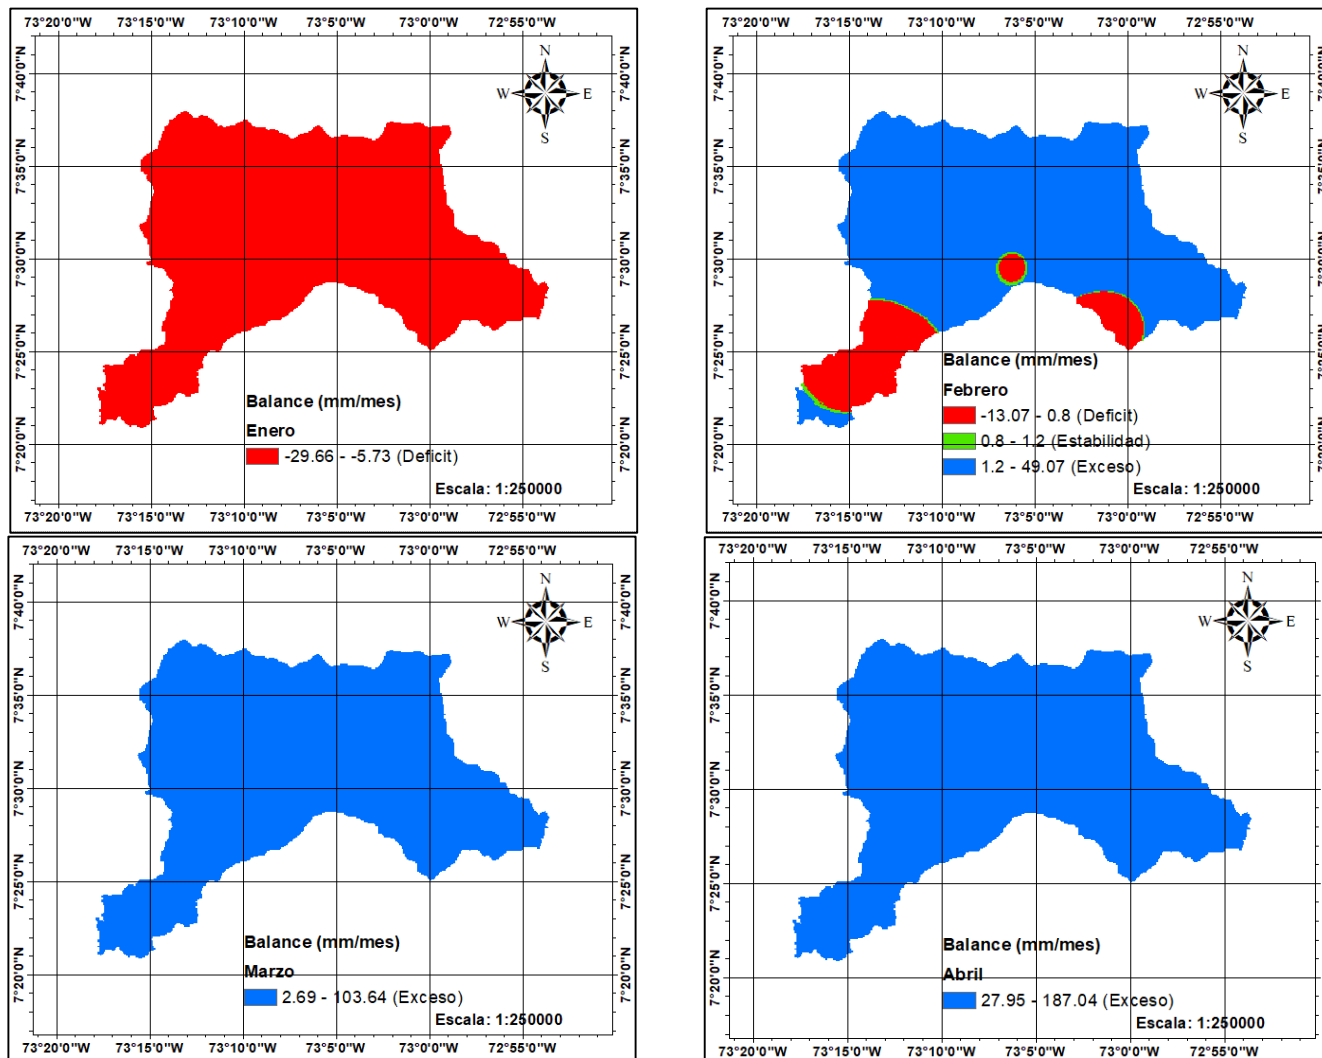 73°20'0"W 73°15'0"W 73°10'0"W 73°5'0"W 73°0'0"W 72°55'0"W
7°40'0"N
7°35'0"N
7°30'0"N
7°25'0"N
7°20'0"N
N
W E
S
Balance (mm/mes)
Enero
-29.66 - -5.73 (Deficit)
Escala: 1:250000
73°20'0"W 73°15'0"W 73°10'0"W 73°5'0"W 73°0'0"W 72°55'0"W
73°20'0"W 73°15'0"W 73°10'0"W 73°5'0"W 73°0'0"W 72°55'0"W
7°40'0"N
7°35'0"N
7°30'0"N
7°25'0"N
7°20'0"N
N
W E
S
Balance (mm/mes)
Febrero
-13.07 - 0.8 (Deficit)
0.8 - 1.2 (Estabilidad)
1.2 - 49.07 (Exceso)
Escala: 1:250000
73°20'0"W 73°15'0"W 73°10'0"W 73°5'0"W 73°0'0"W 72°55'0"W
73°20'0"W 73°15'0"W 73°10'0"W 73°5'0"W 73°0'0"W 72°55'0"W
7°40'0"N
7°35'0"N
7°30'0"N
7°25'0"N
7°20'0"N
N
W E
S
Balance (mm/mes)
Marzo
2.69 - 103.64 (Exceso)
Escala: 1:250000
73°20'0"W 73°15'0"W 73°10'0"W 73°5'0"W 73°0'0"W 72°55'0"W
73°20'0"W 73°15'0"W 73°10'0"W 73°5'0"W 73°0'0"W 72°55'0"W
7°40'0"N
7°35'0"N
7°30'0"N
7°25'0"N
7°20'0"N
N
W E
S
Balance (mm/mes)
Abril
27.95 - 187.04 (Exceso)
Escala: 1:250000
73°20'0"W 73°15'0"W 73°10'0"W 73°5'0"W 73°0'0"W 72°55'0"W